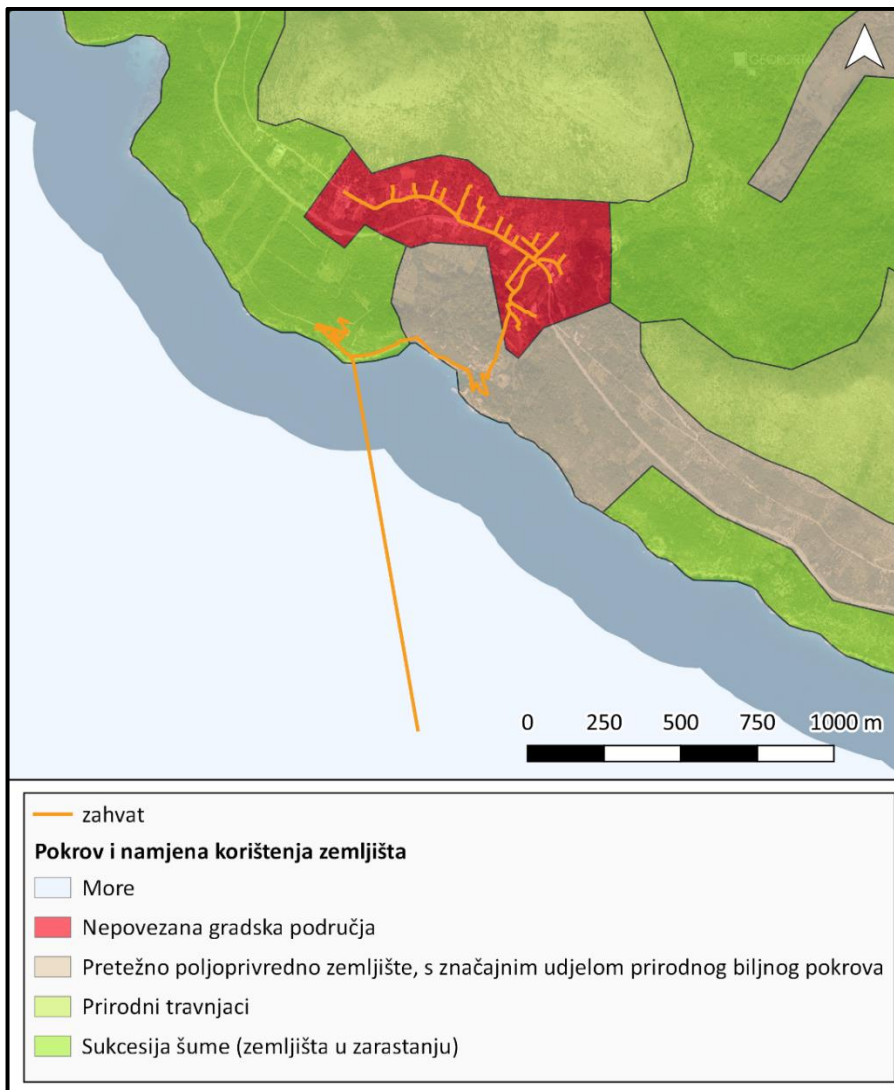 0 250 500 750 1000 m
zahvat
Pokrov i namjena korištenja zemljišta
More
Nepovezana gradska područja
Pretežno poljoprivredno zemljište, s značajnim udjelom prirodnog biljnog pokrova
Prirodni travnjaci
Sukcesija šume (zemljišta u zarastanju)